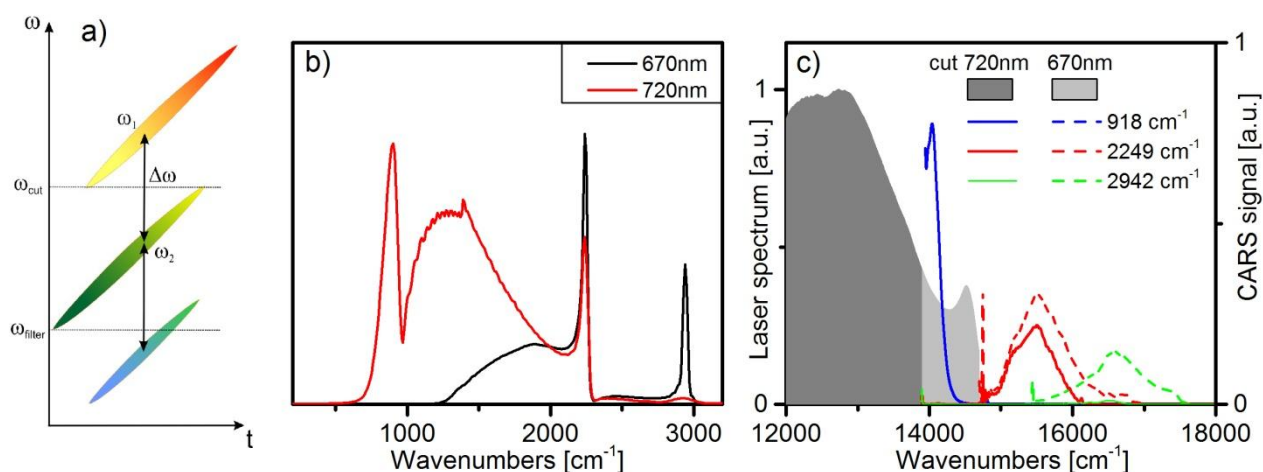 a)
ω
ω₁
ω_cut
Δω
ω₂
ω_filter
t
b)
670nm
720nm
1000
2000
3000
Wavenumbers [cm⁻¹]
c)
cut 720nm
670nm
918 cm⁻¹
2249 cm⁻¹
2942 cm⁻¹
Laser spectrum [a.u.]
1
0
CARS signal [a.u.]
1
0
12000
14000
16000
18000
Wavenumbers [cm⁻¹]